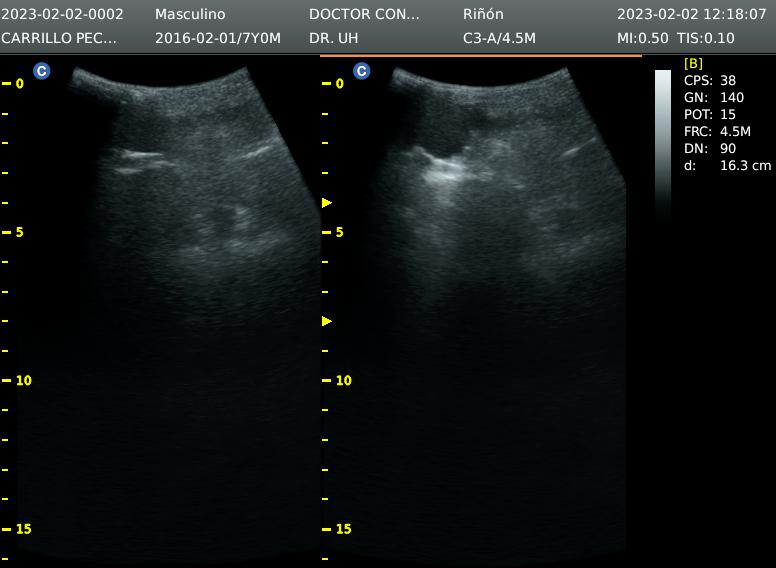 2023-02-02-0002 Masculino DOCTOR CON... Riñón 2023-02-02 12:18:07
CARRILLO PEC... 2016-02-01/7Y0M DR. UH C3-A/4.5M MI:0.50 TIS:0.10
C
C
[B]
CPS: 38
GN: 140
POT: 15
FRC: 4.5M
DN: 90
d: 16.3 cm
0
5
10
15
0
5
10
15